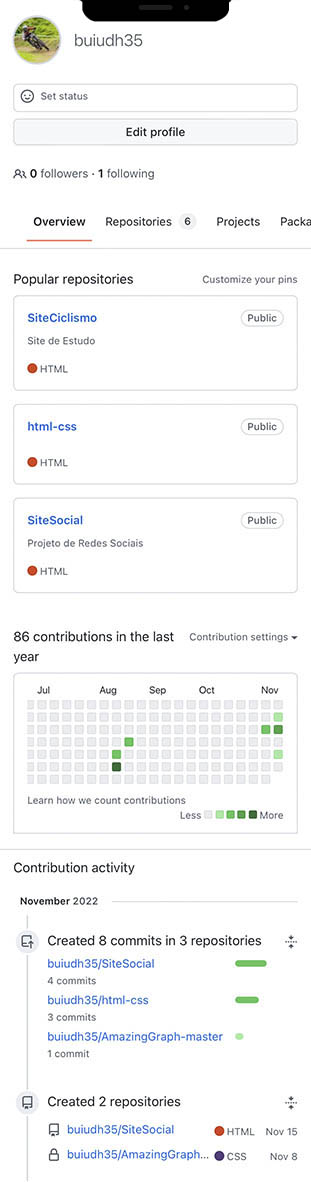 buiudh35
Set status
Edit profile
0 followers · 1 following
Overview Repositories 6 Projects Packa
Popular repositories Customize your pins
SiteCiclismo Public
Site de Estudo
HTML
html-css Public
HTML
SiteSocial Public
Projeto de Redes Sociais
HTML
86 contributions in the last Contribution settings
year
Jul Aug Sep Oct Nov
Learn how we count contributions
Less More
Contribution activity
November 2022
Created 8 commits in 3 repositories
buiudh35/SiteSocial
4 commits
buiudh35/html-css
3 commits
buiudh35/AmazingGraph-master
1 commit
Created 2 repositories
buiudh35/SiteSocial HTML Nov 15
buiudh35/AmazingGraph... CSS Nov 8